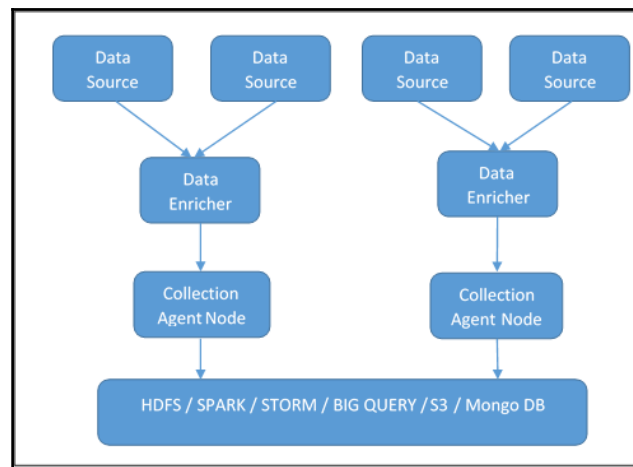 Data
Source
Data
Source
Data
Source
Data
Source
Data
Enricher
Data
Enricher
Collection
Agent Node
Collection
Agent Node
HDFS / SPARK / STORM / BIG QUERY / S3 / Mongo DB